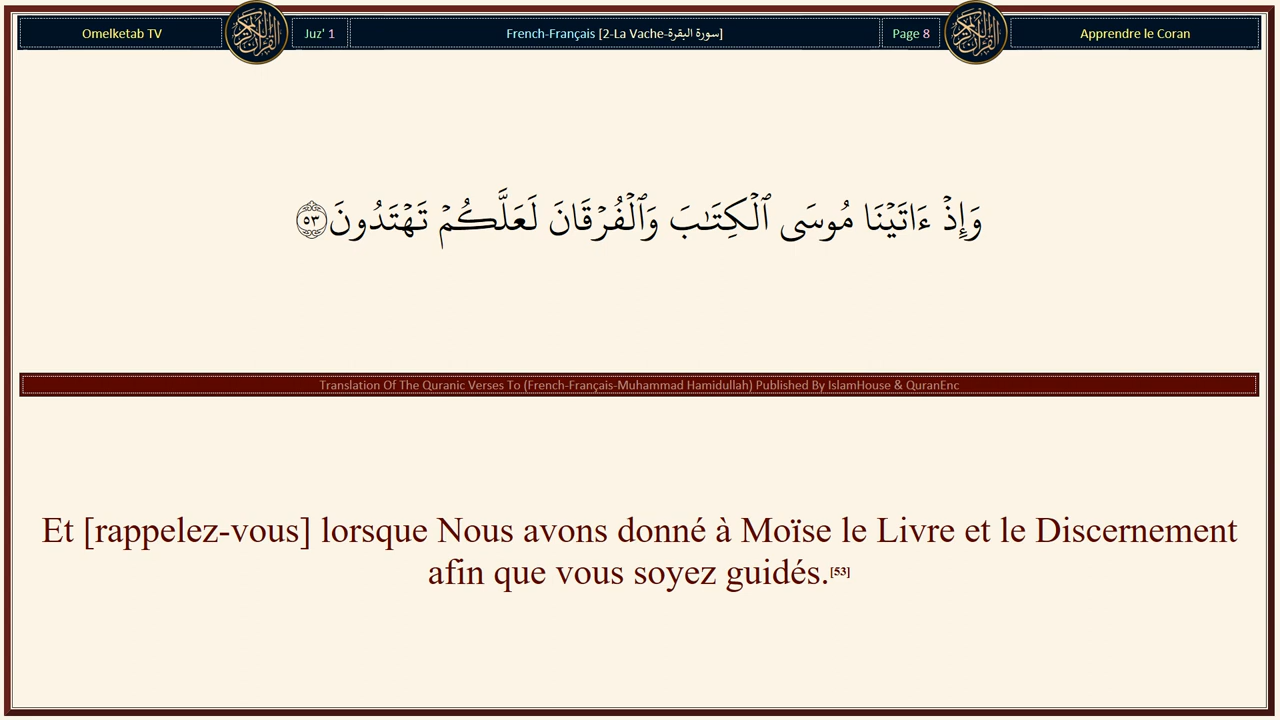 Omelketab TV
Juz' 1
French-Français [2-La Vache-سورة البقرة]
Page 8
Apprendre le Coran
وَإِذۡ ءَاتَيۡنَا مُوسَى ٱلۡكِتَٰبَ وَٱلۡفُرۡقَانَ لَعَلَّكُمۡ تَهۡتَدُونَ ٥٣
Translation Of The Quranic Verses To (French-Français-Muhammad Hamidullah) Published By IslamHouse & QuranEnc
Et [rappelez-vous] lorsque Nous avons donné à Moïse le Livre et le Discernement
afin que vous soyez guidés.[53]